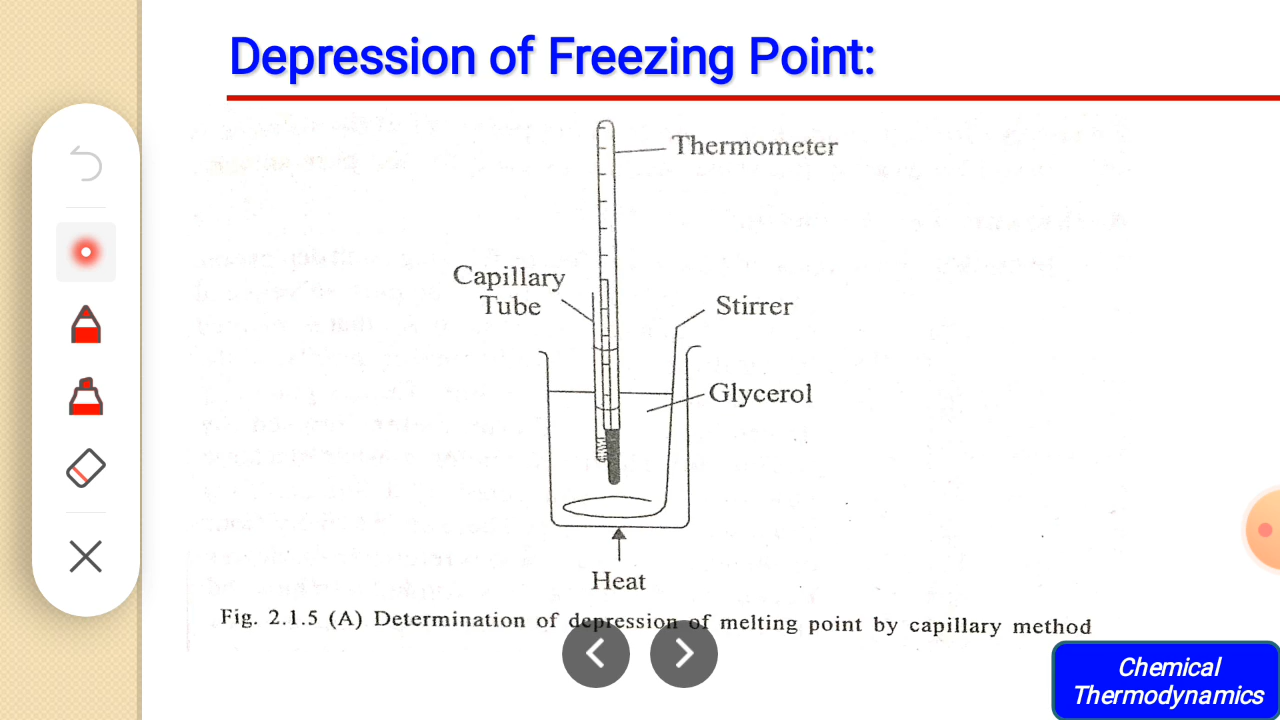 Depression of Freezing Point:
Thermometer
Capillary
Tube
Stirrer
Glycerol
Heat
Fig. 2.1.5 (A) Determination of depression of melting point by capillary method
Chemical
Thermodynamics